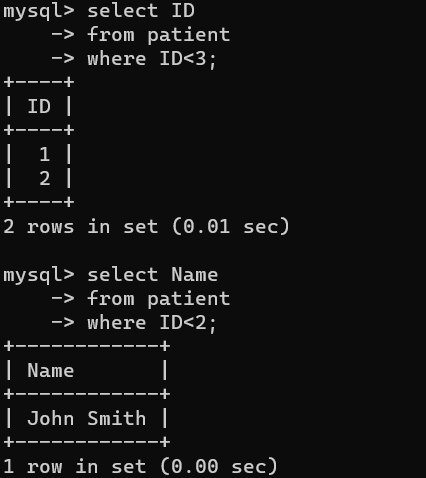 mysql> select ID
    -> from patient
    -> where ID<3;
+----+
| ID |
+----+
|  1 |
|  2 |
+----+
2 rows in set (0.01 sec)

mysql> select Name
    -> from patient
    -> where ID<2;
+------------+
| Name       |
+------------+
| John Smith |
+------------+
1 row in set (0.00 sec)